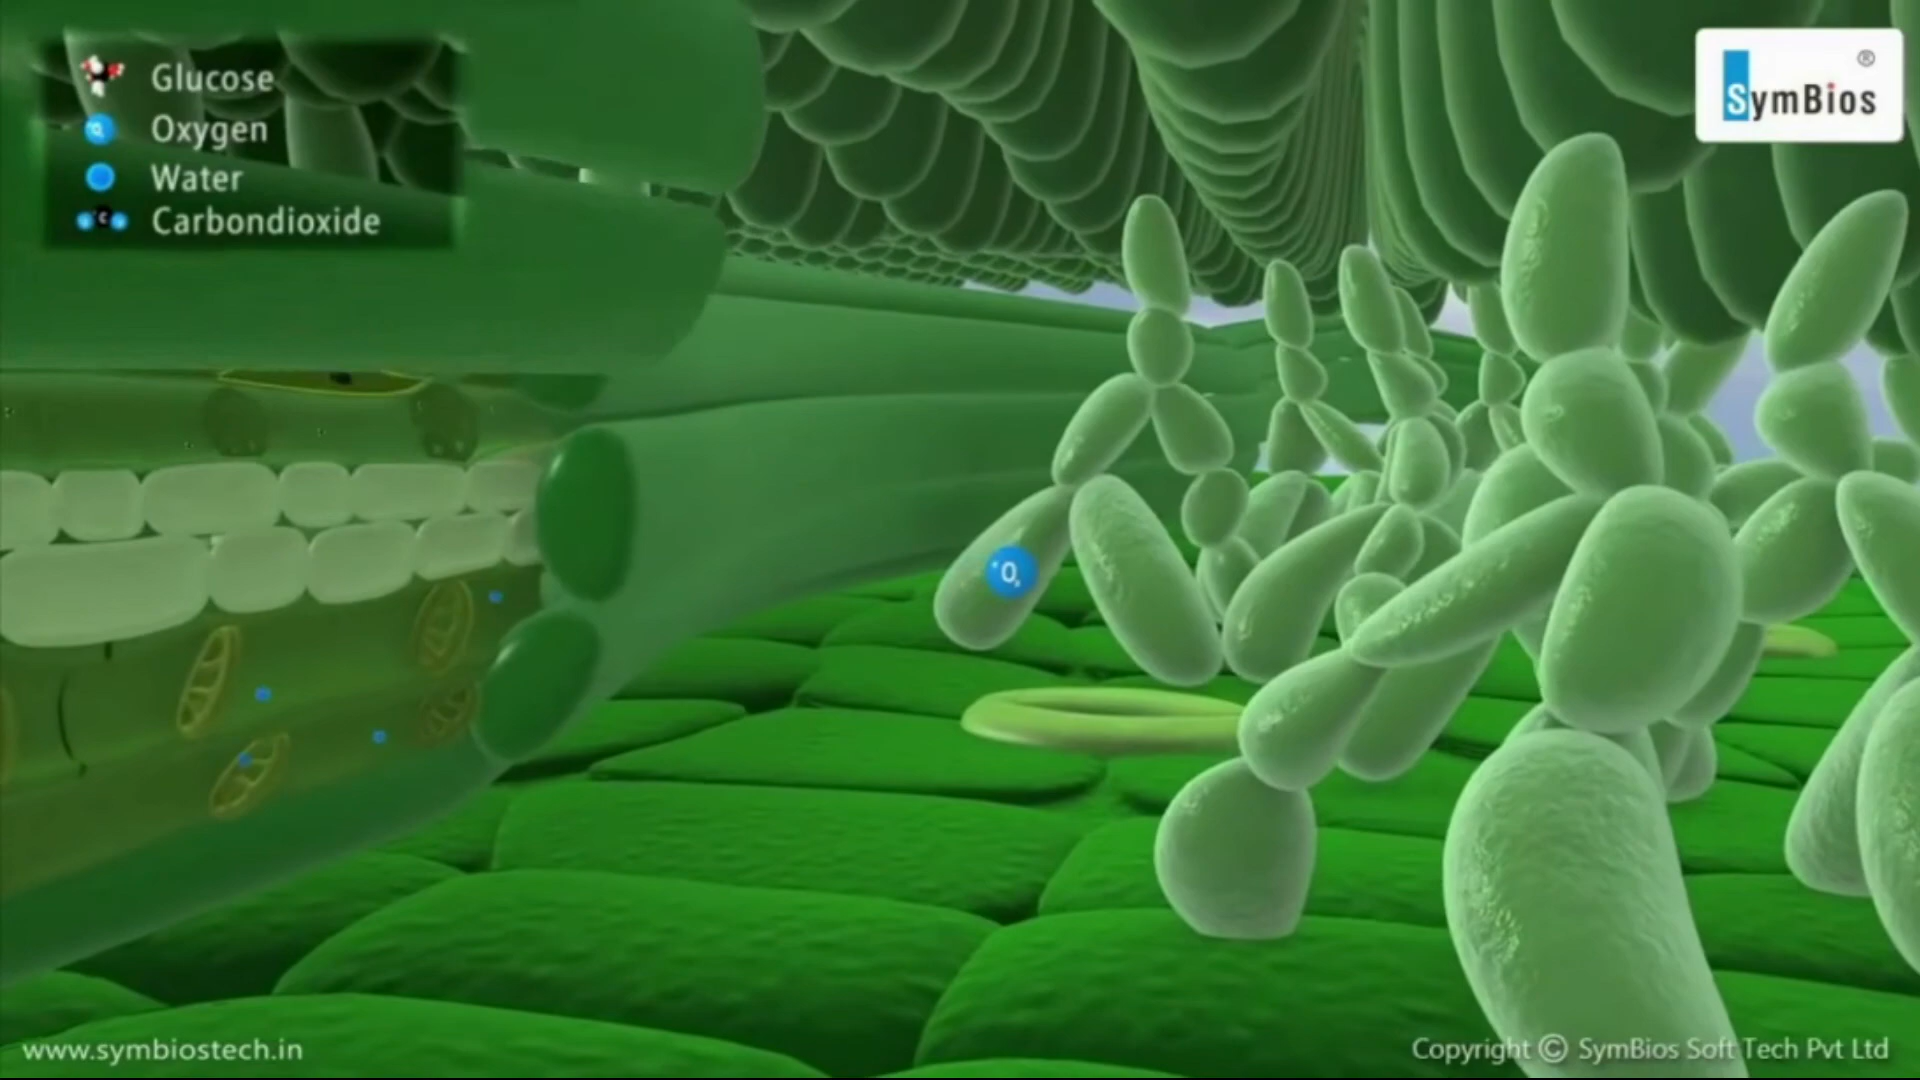 Glucose
Oxygen
Water
Carbondioxide
SymBios ®
O₂
www.symbiostech.in
Copyright © SymBios Soft Tech Pvt Ltd